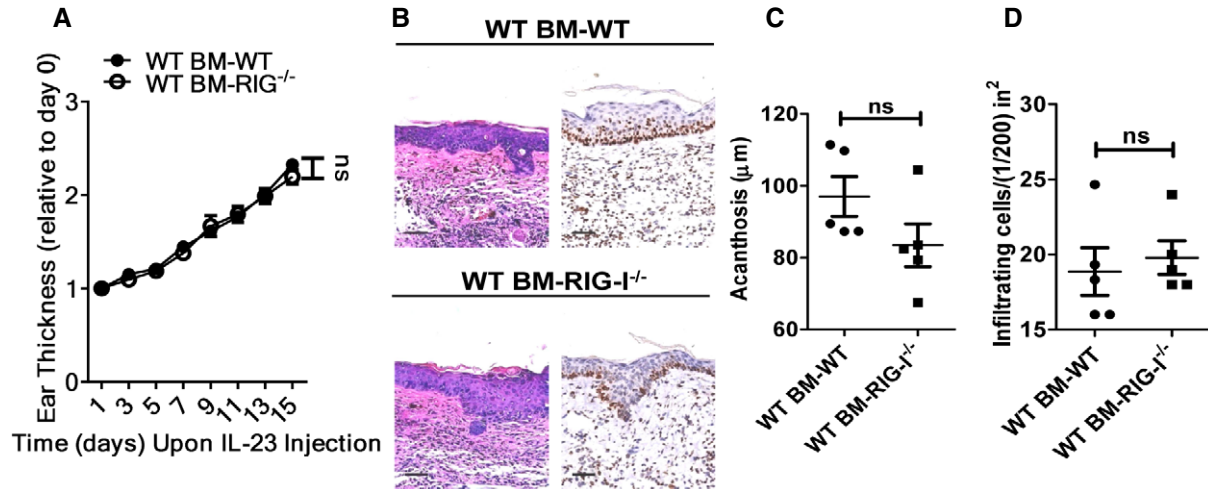 A
WT BM-WT
WT BM-RIG-/-
Ear Thickness (relative to day 0)
3
2
1
0
ns
1 3 5 7 9 11 13 15
Time (days) Upon IL-23 Injection
B
WT BM-WT
WT BM-RIG-I-/-
C
Acanthosis (μm)
120
100
80
60
ns
WT BM-WT
WT BM-RIG-I-/-
D
Infiltrating cells/(1/200) in2
30
25
20
15
ns
WT BM-WT
WT BM-RIG-I-/-